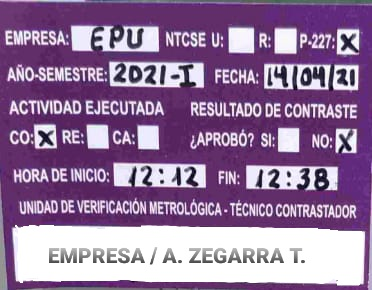 EMPRESA: EPU NTCSE U: R: P-227: X
AÑO-SEMESTRE: 2021-I FECHA: 14/04/21
ACTIVIDAD EJECUTADA RESULTADO DE CONTRASTE
CO: X RE: CA: ¿APROBÓ? SI: NO: X
HORA DE INICIO: 12:12 FIN: 12:38
UNIDAD DE VERIFICACIÓN METROLÓGICA - TÉCNICO CONTRASTADOR
EMPRESA / A. ZEGARRA T.